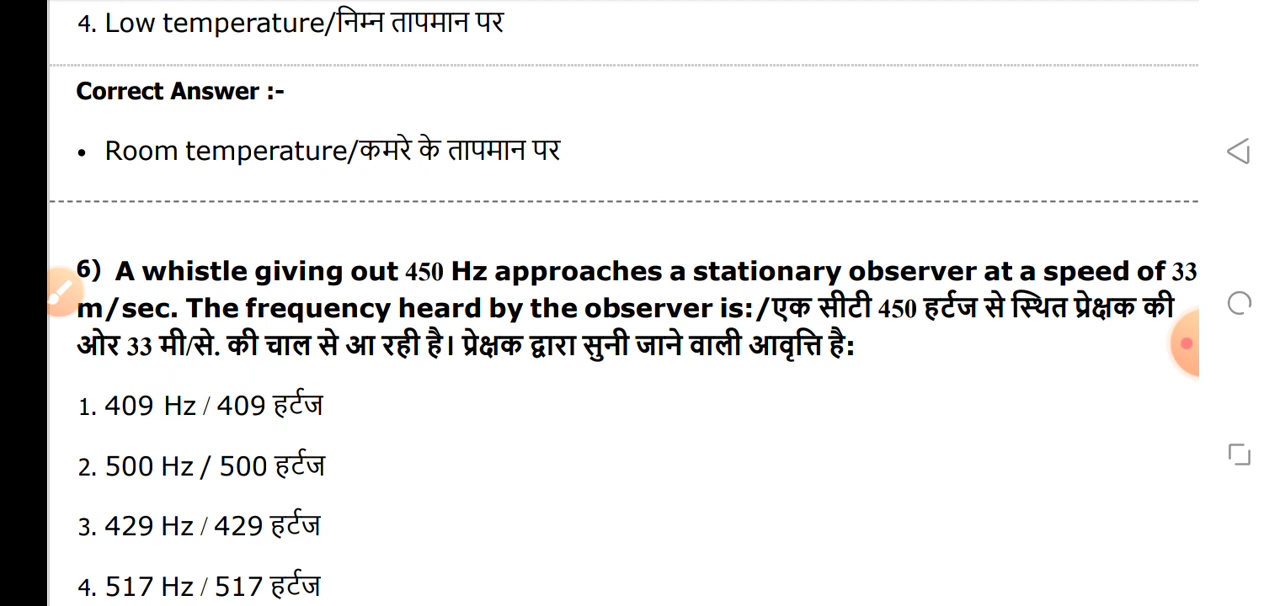 4. Low temperature/निम्न तापमान पर
Correct Answer :-
• Room temperature/कमरे के तापमान पर
6) A whistle giving out 450 Hz approaches a stationary observer at a speed of 33
m/sec. The frequency heard by the observer is:/एक सीटी 450 हर्टज से स्थित प्रेक्षक की
ओर 33 मी/से. की चाल से आ रही है। प्रेक्षक द्वारा सुनी जाने वाली आवृत्ति है:
1. 409 Hz / 409 हर्टज
2. 500 Hz / 500 हर्टज
3. 429 Hz / 429 हर्टज
4. 517 Hz / 517 हर्टज